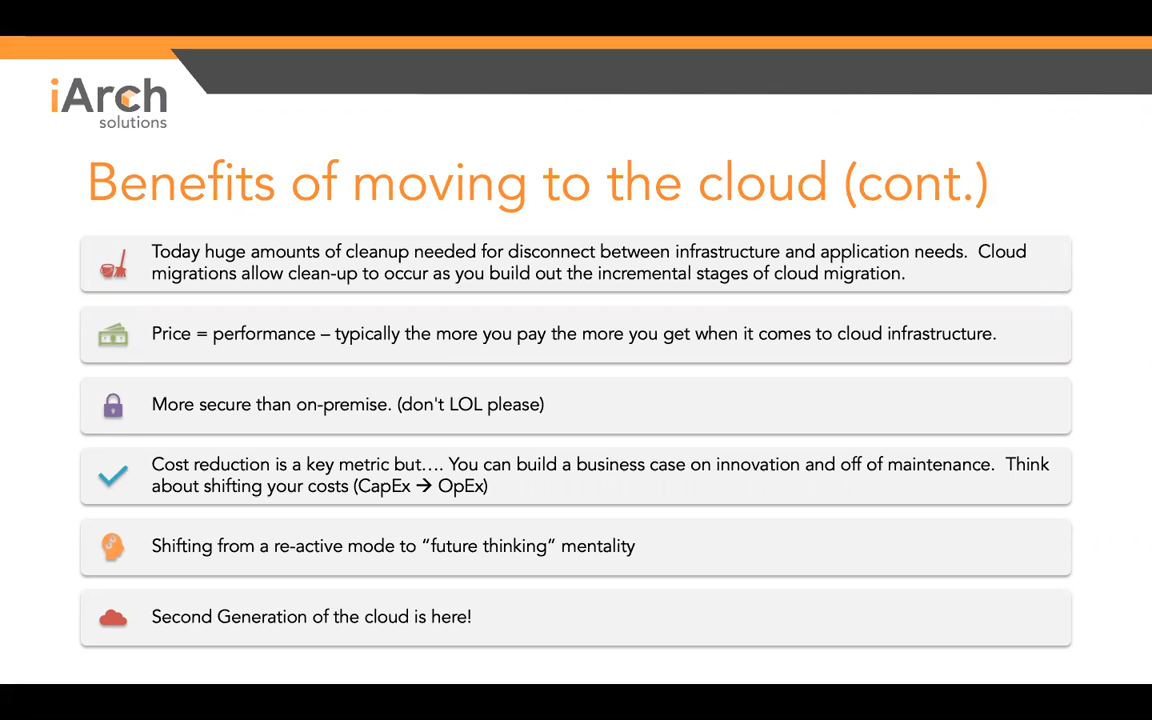 iArch
solutions
Benefits of moving to the cloud (cont.)
Today huge amounts of cleanup needed for disconnect between infrastructure and application needs.  Cloud
migrations allow clean-up to occur as you build out the incremental stages of cloud migration.
Price = performance – typically the more you pay the more you get when it comes to cloud infrastructure.
More secure than on-premise. (don't LOL please)
Cost reduction is a key metric but…. You can build a business case on innovation and off of maintenance.  Think
about shifting your costs (CapEx → OpEx)
Shifting from a re-active mode to “future thinking” mentality
Second Generation of the cloud is here!